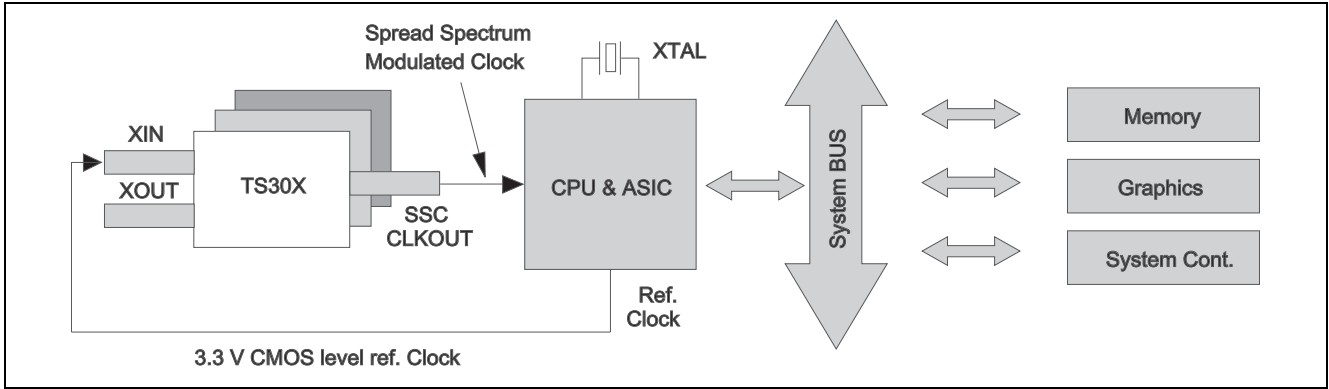 Spread Spectrum
Modulated Clock
XTAL
XIN
XOUT
TS30X
SSC
CLKOUT
CPU & ASIC
System BUS
Memory
Graphics
System Cont.
Ref.
Clock
3.3 V CMOS level ref. Clock